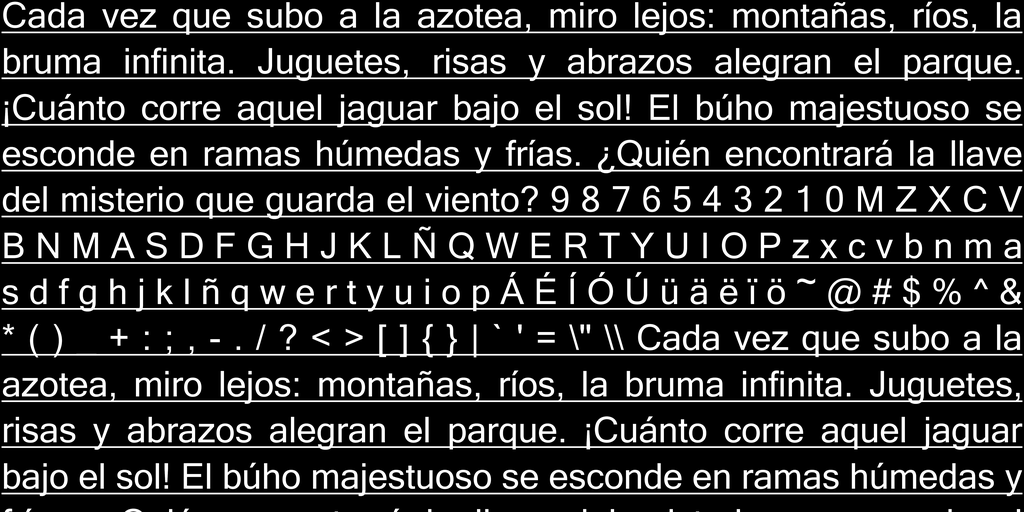 Cada vez que subo a la azotea, miro lejos: montañas, ríos, la
bruma infinita. Juguetes, risas y abrazos alegran el parque.
¡Cuánto corre aquel jaguar bajo el sol! El búho majestuoso se
esconde en ramas húmedas y frías. ¿Quién encontrará la llave
del misterio que guarda el viento? 9 8 7 6 5 4 3 2 1 0 M Z X C V
B N M A S D F G H J K L Ñ Q W E R T Y U I O P z x c v b n m a
s d f g h j k l ñ q w e r t y u i o p Á É Í Ó Ú ü ä ë ï ö ~ @ # $ % ^ &
* ( ) _ + : ; , - . / ? < > [ ] { } | ` ' = \" \\ Cada vez que subo a la
azotea, miro lejos: montañas, ríos, la bruma infinita. Juguetes,
risas y abrazos alegran el parque. ¡Cuánto corre aquel jaguar
bajo el sol! El búho majestuoso se esconde en ramas húmedas y